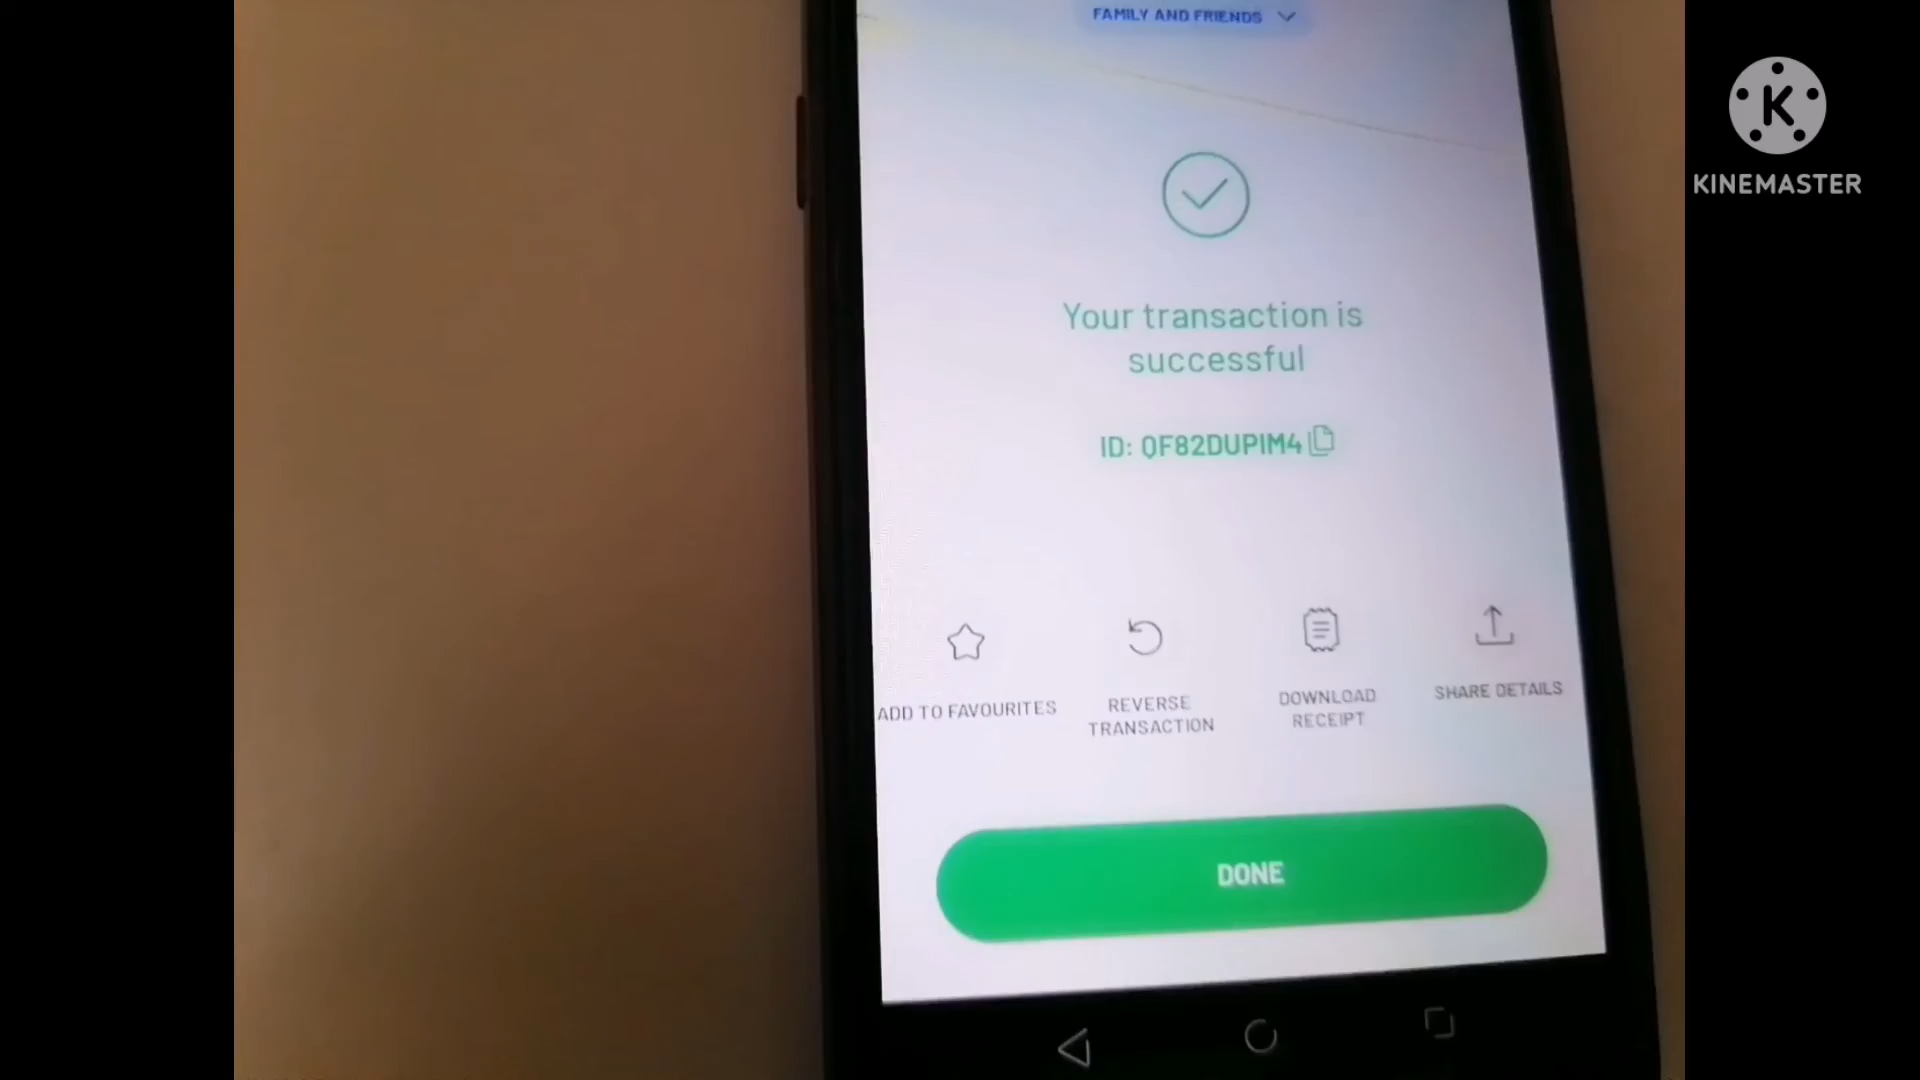 FAMILY AND FRIENDS
K
KINEMASTER
Your transaction is
successful
ID: QF82DUPIM4
ADD TO FAVOURITES
REVERSE
TRANSACTION
DOWNLOAD
RECEIPT
SHARE DETAILS
DONE